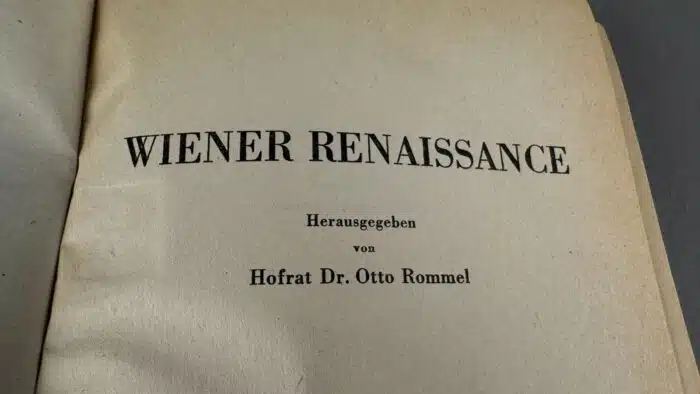 WIENER RENAISSANCE
Herausgegeben
von
Hofrat Dr. Otto Rommel